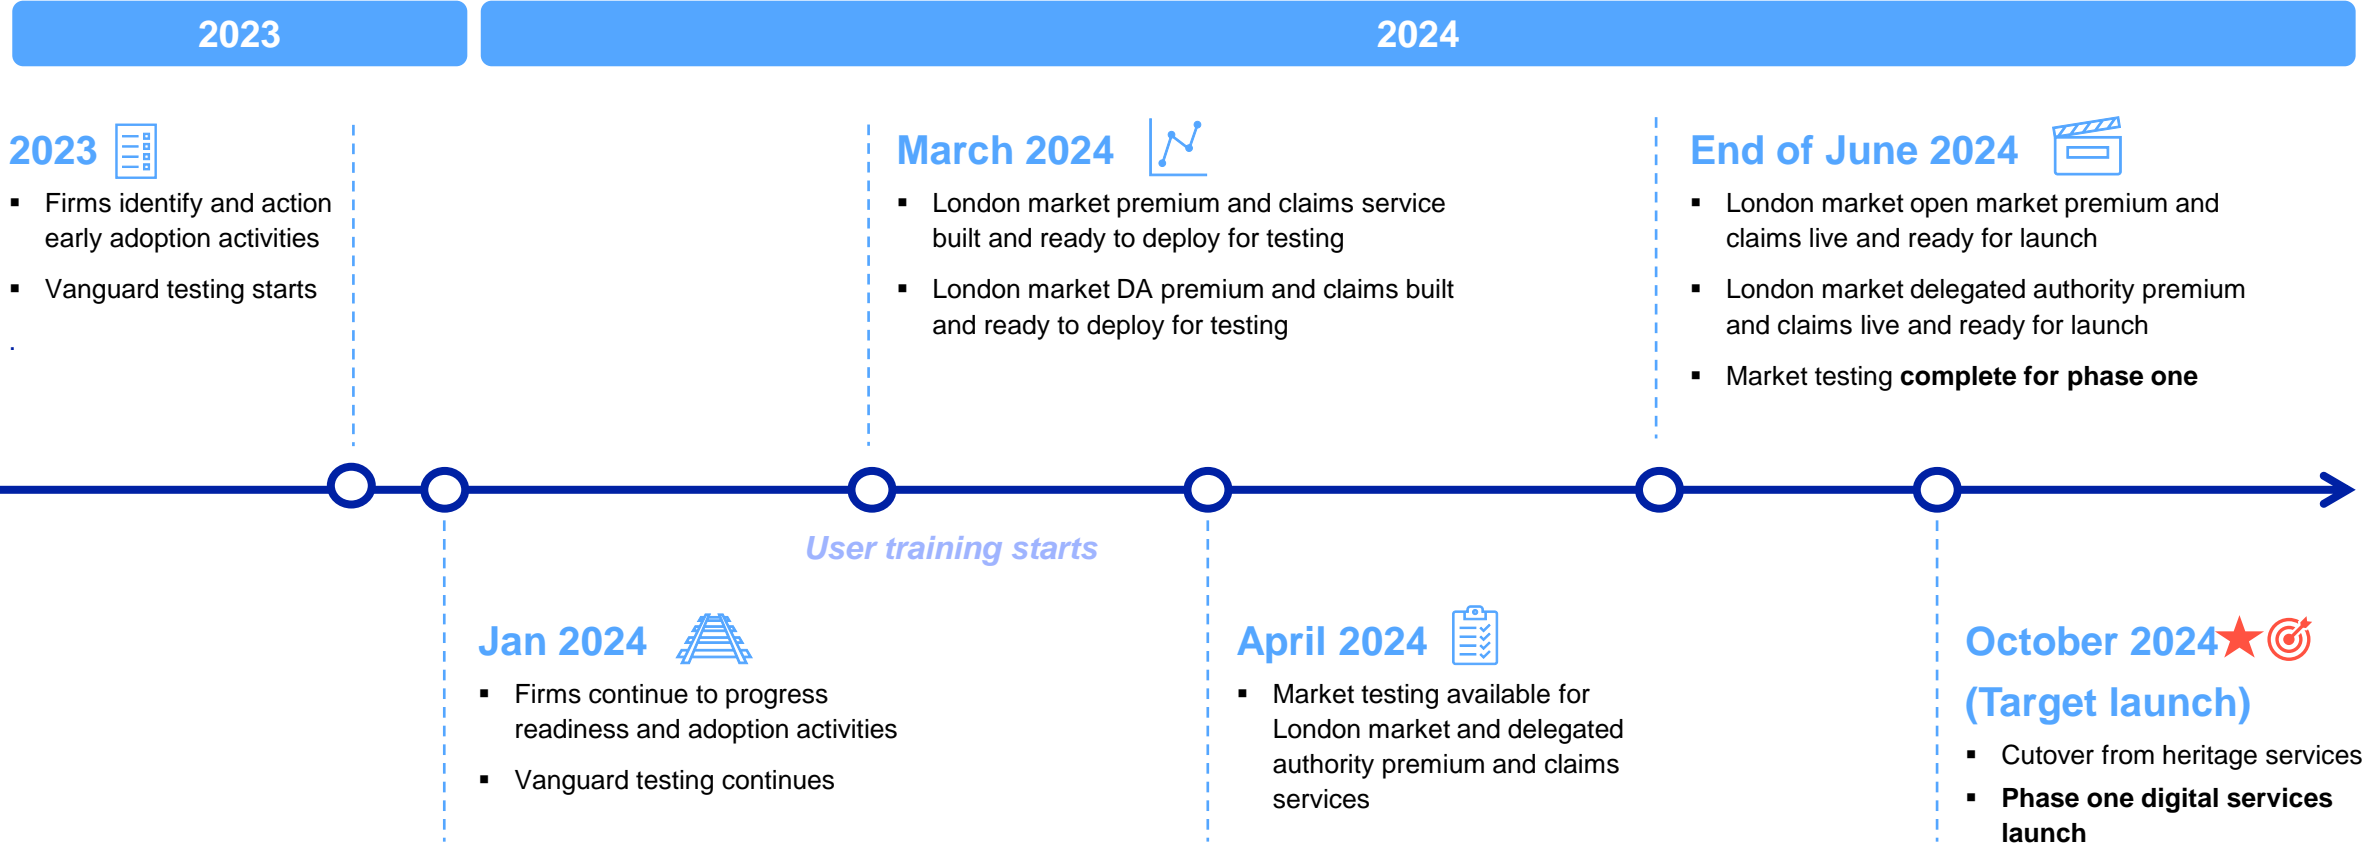 2023
2024
2023
▪ Firms identify and action
early adoption activities
▪ Vanguard testing starts
.
March 2024
▪ London market premium and claims service
built and ready to deploy for testing
▪ London market DA premium and claims built
and ready to deploy for testing
End of June 2024
▪ London market open market premium and
claims live and ready for launch
▪ London market delegated authority premium
and claims live and ready for launch
▪ Market testing complete for phase one
User training starts
Jan 2024
▪ Firms continue to progress
readiness and adoption activities
▪ Vanguard testing continues
April 2024
▪ Market testing available for
London market and delegated
authority premium and claims
services
October 2024
(Target launch)
▪ Cutover from heritage services
▪ Phase one digital services
launch